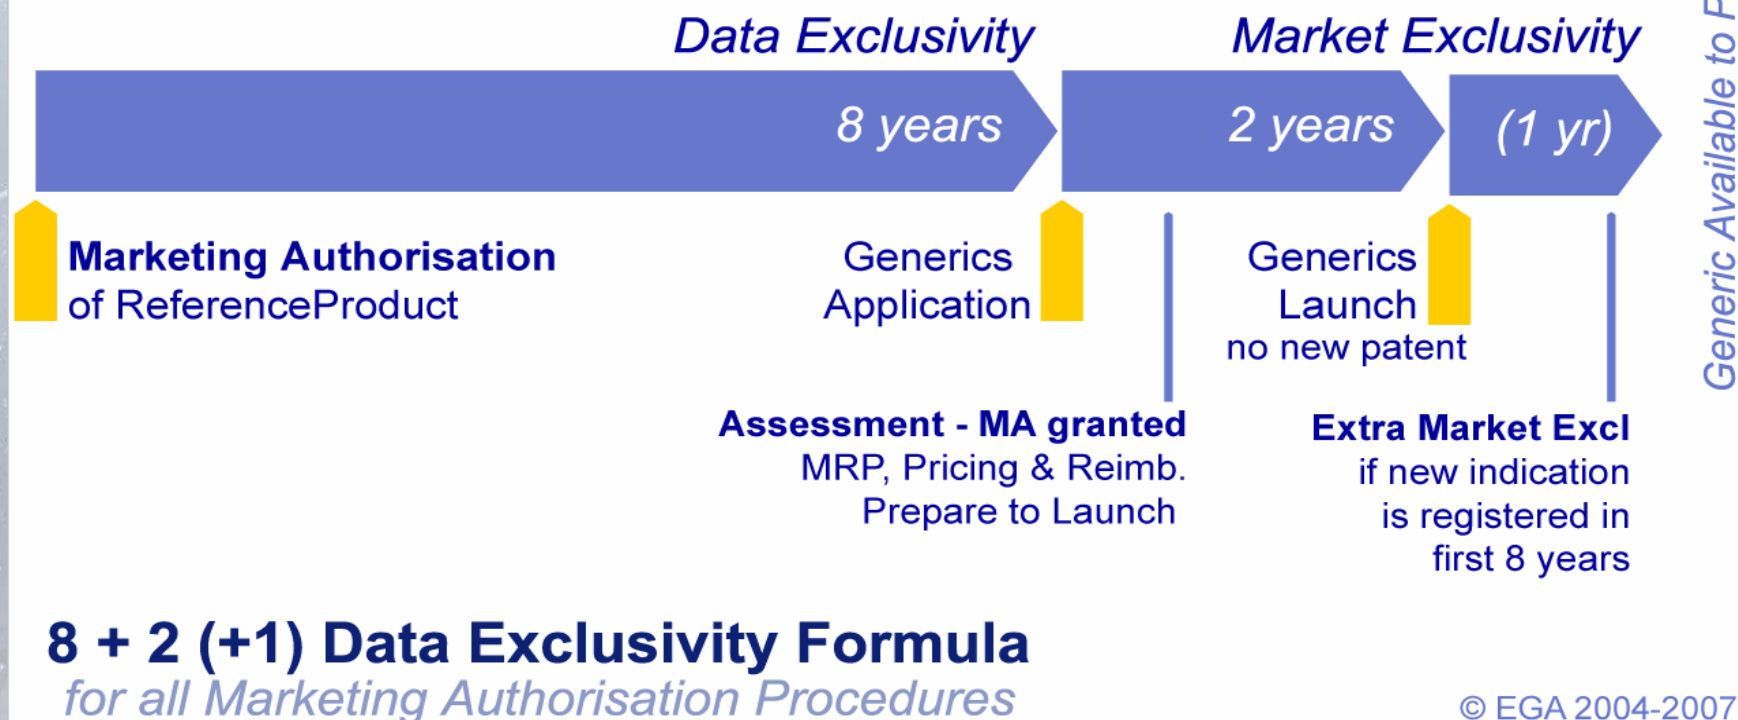 Data Exclusivity
Market Exclusivity
8 years
2 years
(1 yr)
Marketing Authorisation
of ReferenceProduct
Generics
Application
Generics
Launch
no new patent
Assessment - MA granted
MRP, Pricing & Reimb.
Prepare to Launch
Extra Market Excl
if new indication
is registered in
first 8 years
Generic Available to
8 + 2 (+1) Data Exclusivity Formula
for all Marketing Authorisation Procedures
© EGA 2004-2007